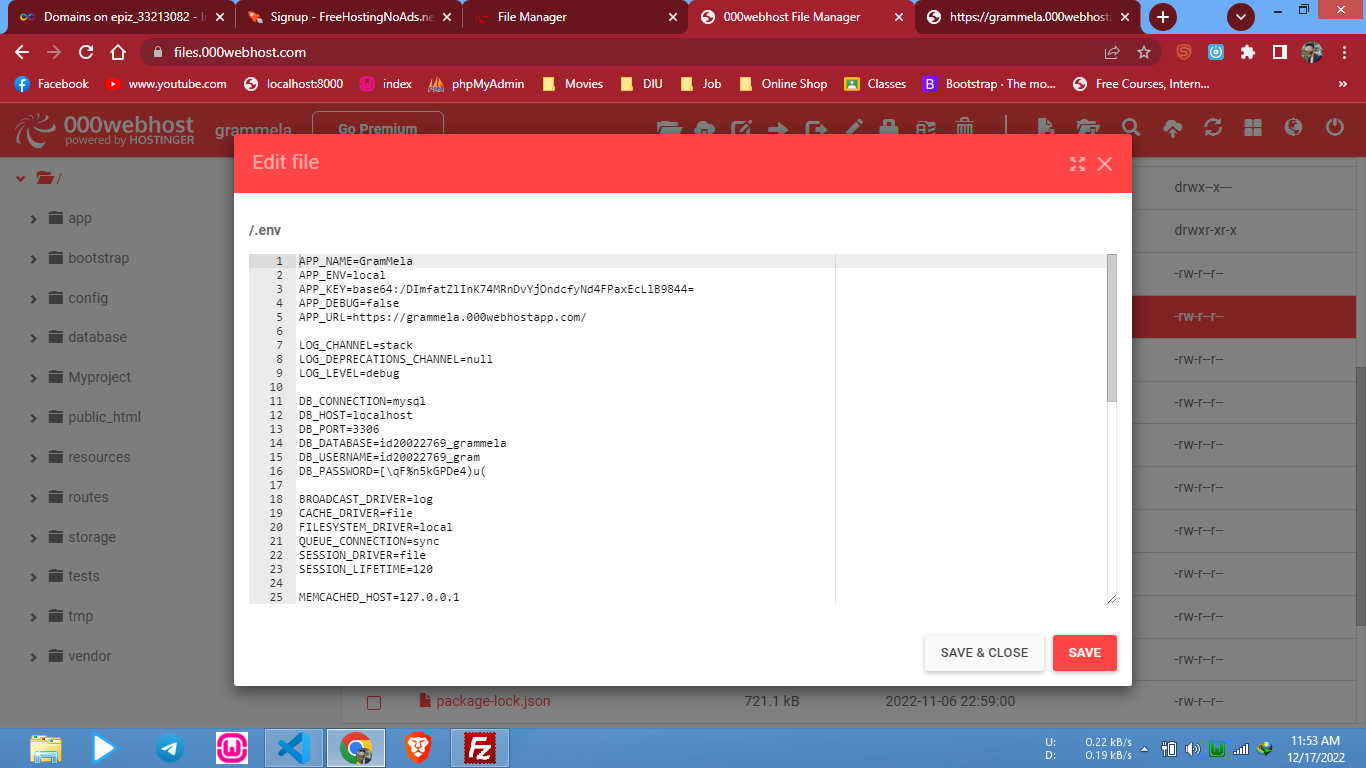 Domains on epiz_33213082 - In
Signup - FreeHostingNoAds.ne
File Manager
000webhost File Manager
https://grammela.000webhosta
files.000webhost.com
Facebook
www.youtube.com
localhost:8000
index
phpMyAdmin
Movies
DIU
Job
Online Shop
Classes
Bootstrap · The mo...
Free Courses, Intern...
»
000webhost
powered by HOSTINGER
grammela
Go Premium
Edit file
/
app
bootstrap
config
database
Myproject
public_html
resources
routes
storage
tests
tmp
vendor
/.env
1 APP_NAME=GramMela
2 APP_ENV=local
3 APP_KEY=base64:/DImfatZlInK74MRnDvYjOndcfyNd4FPaxEcLlB9844=
4 APP_DEBUG=false
5 APP_URL=https://grammela.000webhostapp.com/
6
7 LOG_CHANNEL=stack
8 LOG_DEPRECATIONS_CHANNEL=null
9 LOG_LEVEL=debug
10
11 DB_CONNECTION=mysql
12 DB_HOST=localhost
13 DB_PORT=3306
14 DB_DATABASE=id20022769_grammela
15 DB_USERNAME=id20022769_gram
16 DB_PASSWORD=[\qF%n5kGPDe4)u(
17
18 BROADCAST_DRIVER=log
19 CACHE_DRIVER=file
20 FILESYSTEM_DRIVER=local
21 QUEUE_CONNECTION=sync
22 SESSION_DRIVER=file
23 SESSION_LIFETIME=120
24
25 MEMCACHED_HOST=127.0.0.1
SAVE & CLOSE
SAVE
drwx--x---
drwxr-xr-x
-rw-r--r--
-rw-r--r--
-rw-r--r--
-rw-r--r--
-rw-r--r--
-rw-r--r--
-rw-r--r--
-rw-r--r--
-rw-r--r--
-rw-r--r--
package-lock.json
721.1 kB
2022-11-06 22:59:00
-rw-r--r--
U: 0.22 kB/s
D: 0.19 kB/s
11:53 AM
12/17/2022